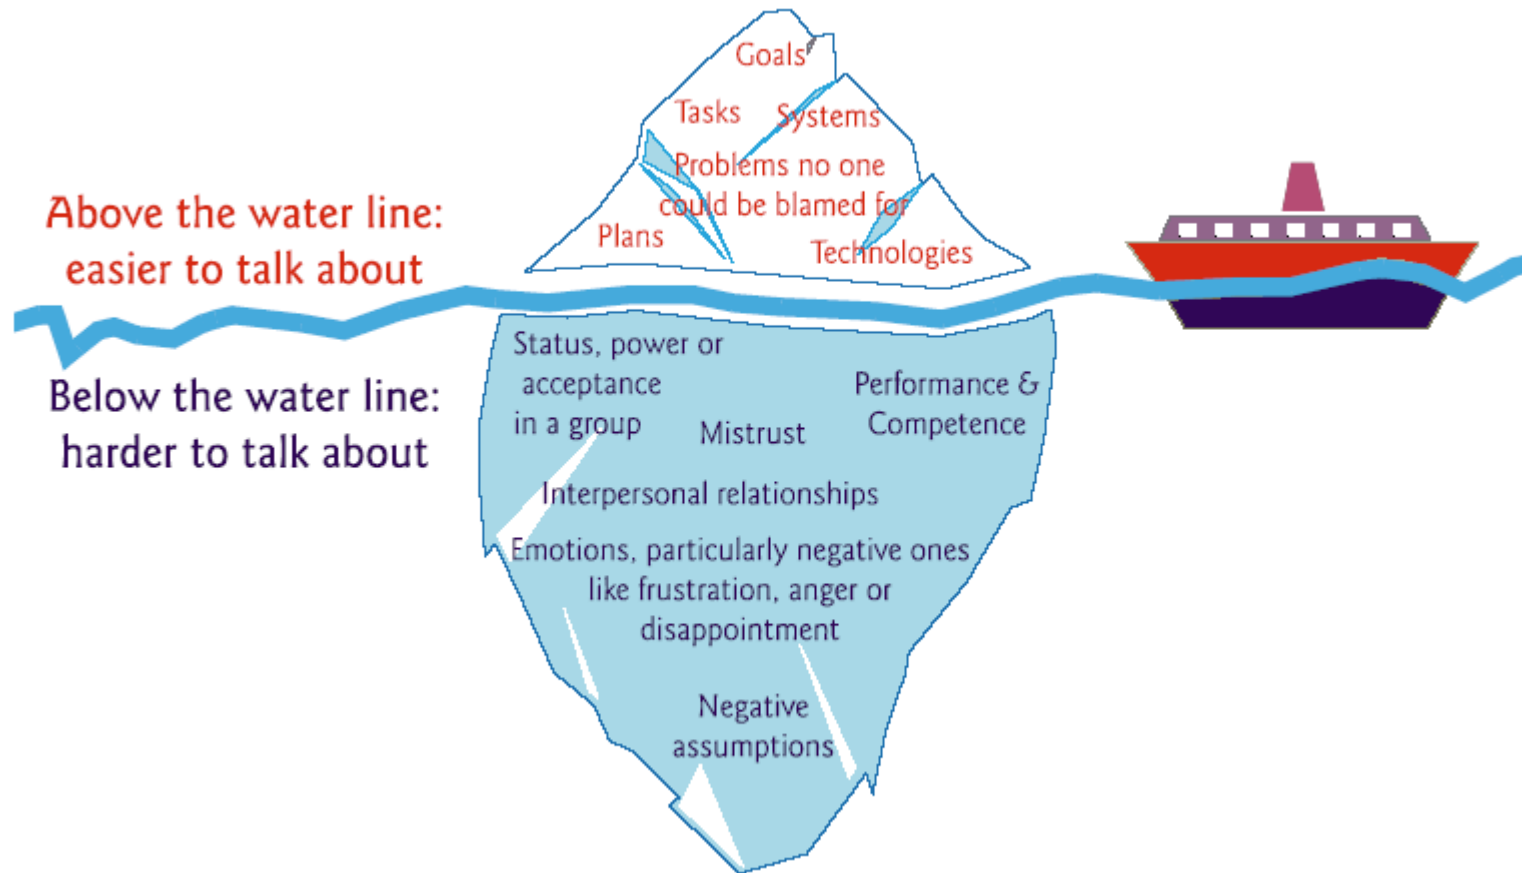 Goals
Tasks
Systems
Problems no one
could be blamed for
Plans
Technologies
Above the water line:
easier to talk about
Below the water line:
harder to talk about
Status, power or
acceptance
in a group
Performance &
Competence
Mistrust
Interpersonal relationships
Emotions, particularly negative ones
like frustration, anger or
disappointment
Negative
assumptions